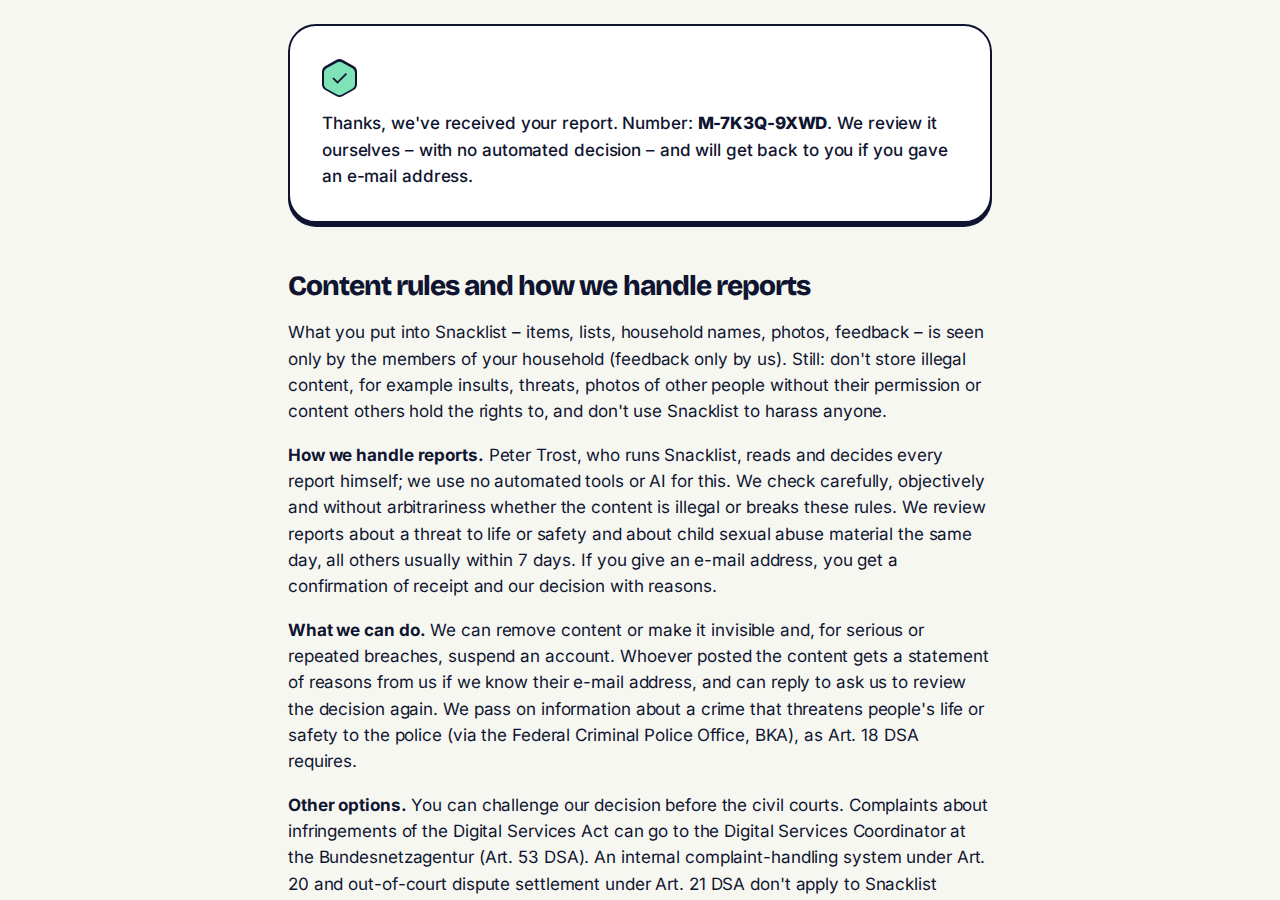 Thanks, we've received your report. Number: M-7K3Q-9XWD. We review it
ourselves – with no automated decision – and will get back to you if you gave
an e-mail address.
Content rules and how we handle reports
What you put into Snacklist – items, lists, household names, photos, feedback – is seen
only by the members of your household (feedback only by us). Still: don't store illegal
content, for example insults, threats, photos of other people without their permission or
content others hold the rights to, and don't use Snacklist to harass anyone.
How we handle reports. Peter Trost, who runs Snacklist, reads and decides every
report himself; we use no automated tools or AI for this. We check carefully, objectively
and without arbitrariness whether the content is illegal or breaks these rules. We review
reports about a threat to life or safety and about child sexual abuse material the same
day, all others usually within 7 days. If you give an e-mail address, you get a
confirmation of receipt and our decision with reasons.
What we can do. We can remove content or make it invisible and, for serious or
repeated breaches, suspend an account. Whoever posted the content gets a statement
of reasons from us if we know their e-mail address, and can reply to ask us to review
the decision again. We pass on information about a crime that threatens people's life or
safety to the police (via the Federal Criminal Police Office, BKA), as Art. 18 DSA
requires.
Other options. You can challenge our decision before the civil courts. Complaints about
infringements of the Digital Services Act can go to the Digital Services Coordinator at
the Bundesnetzagentur (Art. 53 DSA). An internal complaint-handling system under Art.
20 and out-of-court dispute settlement under Art. 21 DSA don't apply to Snacklist